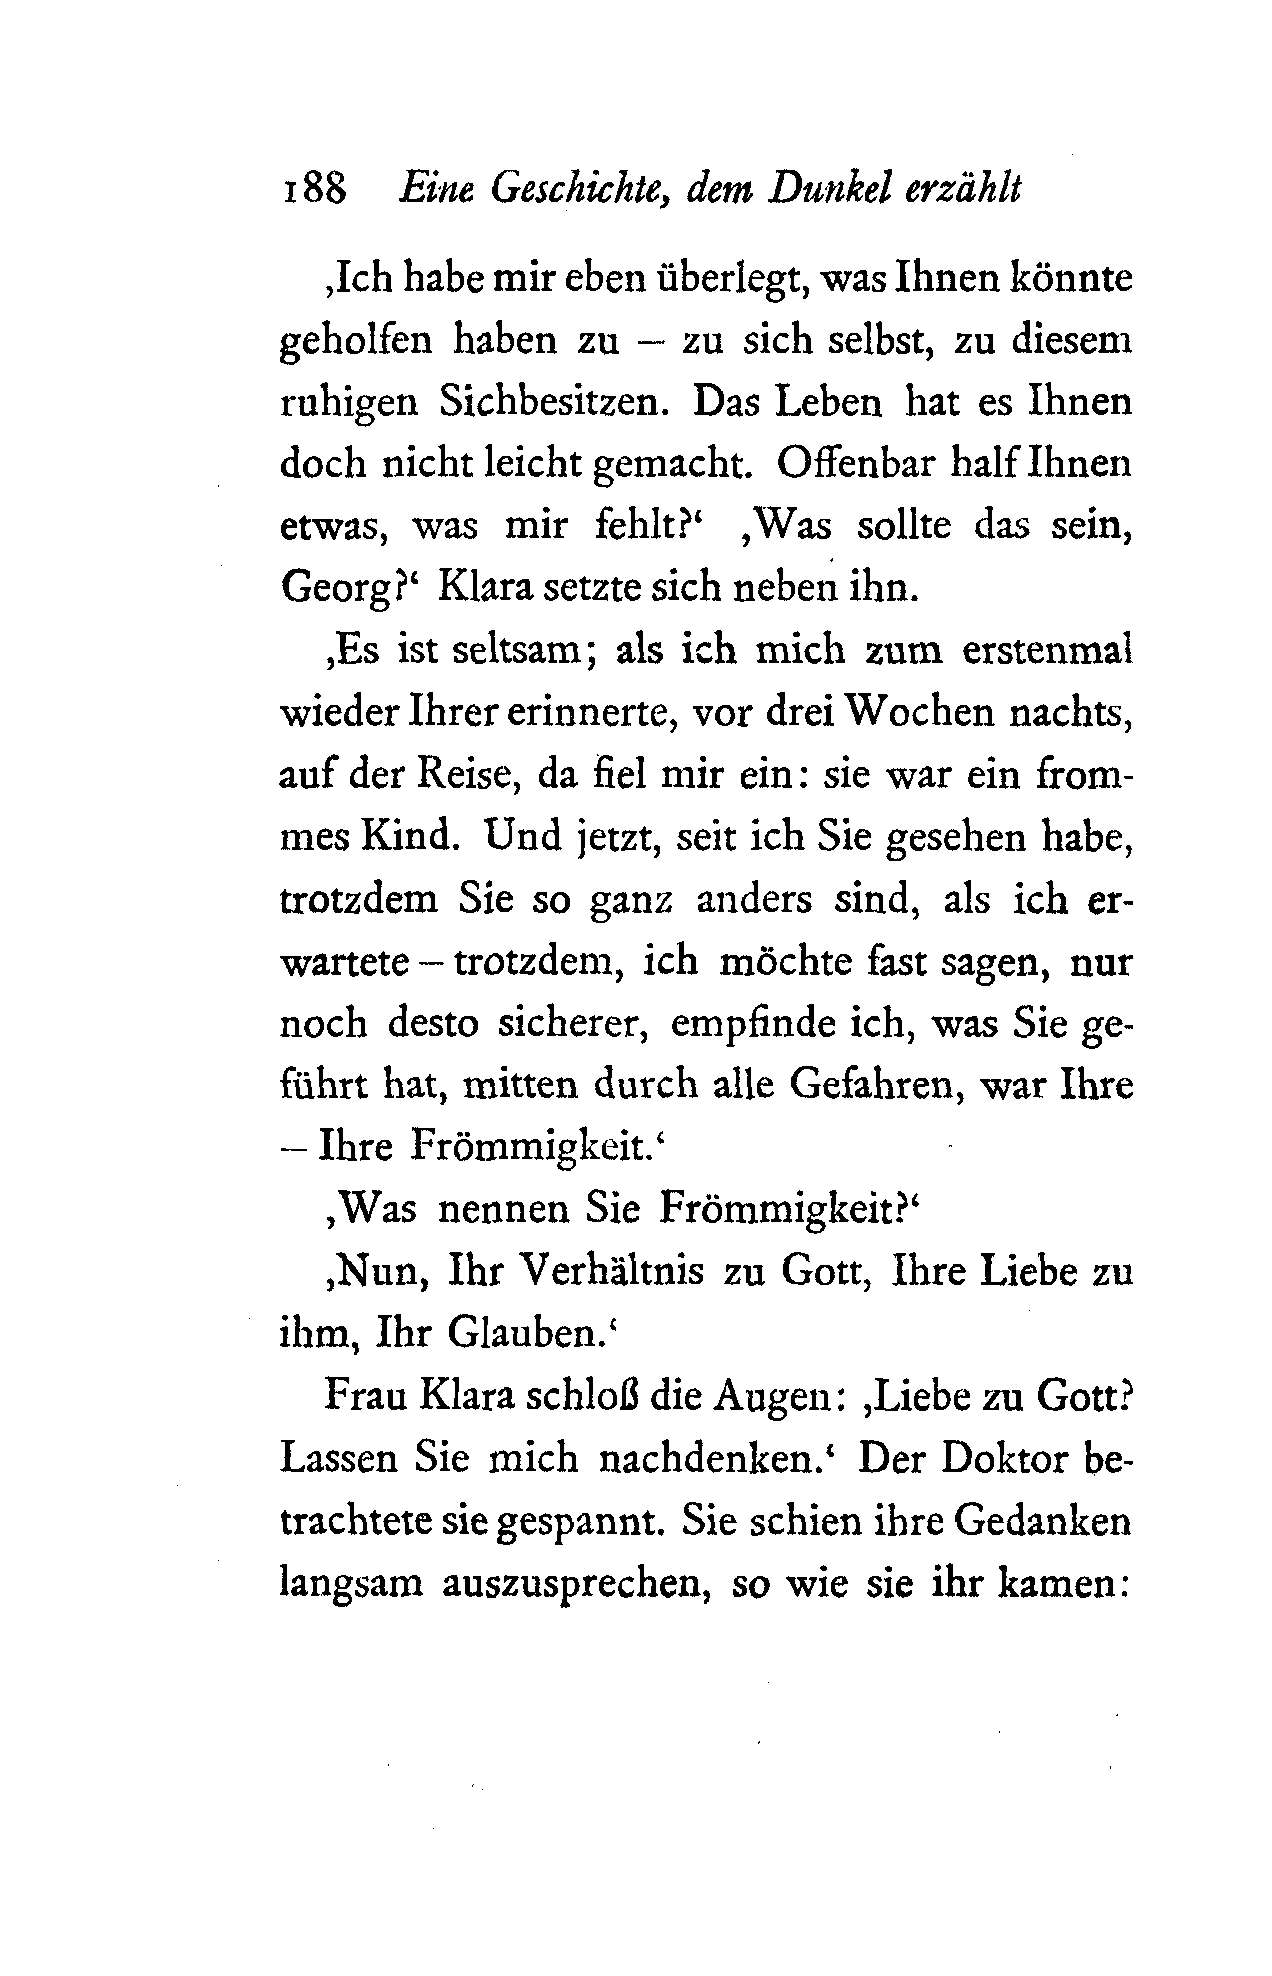 188 Eine Geschichte, dem Dunkel erzählt
‚Ich habe mir eben überlegt, was Ihnen könnte
geholfen haben zu – zu sich selbst, zu diesem
ruhigen Sichbesitzen. Das Leben hat es Ihnen
doch nicht leicht gemacht. Offenbar half Ihnen
etwas, was mir fehlt?‘ ‚Was sollte das sein,
Georg?‘ Klara setzte sich neben ihn.
‚Es ist seltsam; als ich mich zum erstenmal
wieder Ihrer erinnerte, vor drei Wochen nachts,
auf der Reise, da fiel mir ein: sie war ein from-
mes Kind. Und jetzt, seit ich Sie gesehen habe,
trotzdem Sie so ganz anders sind, als ich er-
wartete – trotzdem, ich möchte fast sagen, nur
noch desto sicherer, empfinde ich, was Sie ge-
führt hat, mitten durch alle Gefahren, war Ihre
– Ihre Frömmigkeit.‘
‚Was nennen Sie Frömmigkeit?‘
‚Nun, Ihr Verhältnis zu Gott, Ihre Liebe zu
ihm, Ihr Glauben.‘
Frau Klara schloß die Augen: ‚Liebe zu Gott?
Lassen Sie mich nachdenken.‘ Der Doktor be-
trachtete sie gespannt. Sie schien ihre Gedanken
langsam auszusprechen, so wie sie ihr kamen: